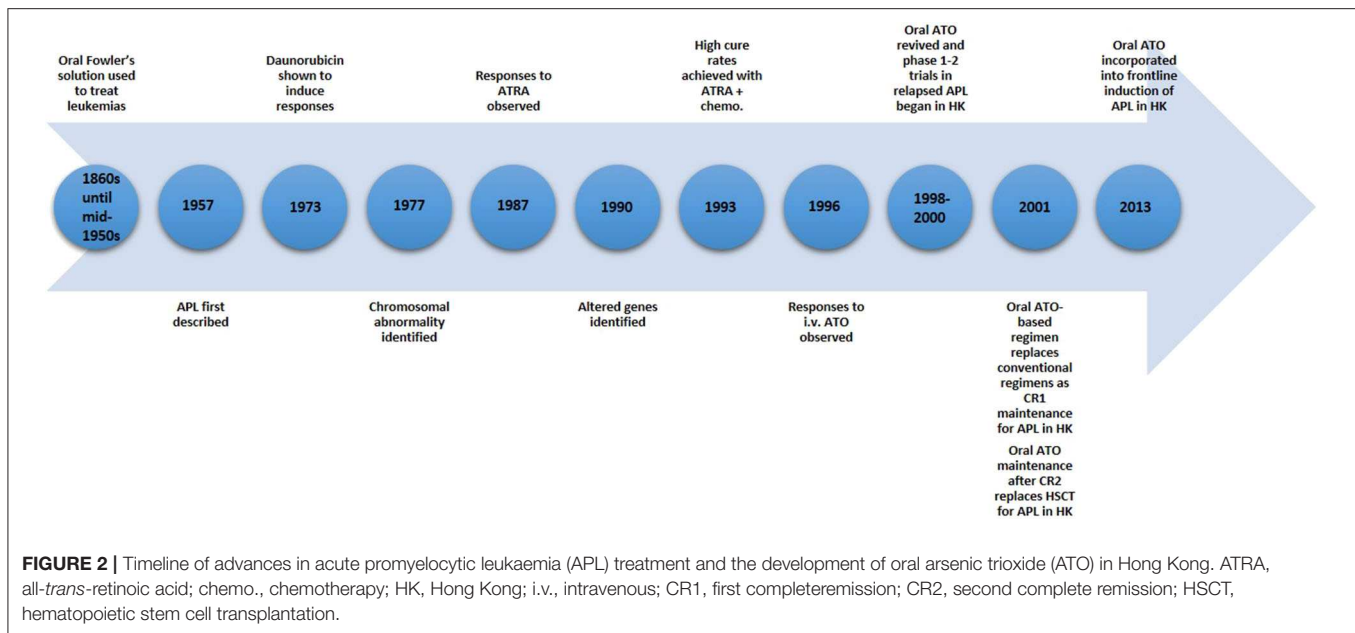 Oral Fowler's
solution used
to treat
leukemias
Daunorubicin
shown to
induce
responses
Responses to
ATRA
observed
High cure
rates
achieved with
ATRA +
chemo.
Oral ATO
revived and
phase 1-2
trials in
relapsed APL
began in HK
Oral ATO
incorporated
into frontline
induction of
APL in HK
1860s
until
mid-
1950s
1957
1973
1977
1987
1990
1993
1996
1998-
2000
2001
2013
APL first
described
Chromosomal
abnormality
identified
Altered genes
identified
Responses to
i.v. ATO
observed
Oral ATO-
based
regimen
replaces
conventional
regimens as
CR1
maintenance
for APL in HK
Oral ATO
maintenance
after CR2
replaces HSCT
for APL in HK
FIGURE 2 | Timeline of advances in acute promyelocytic leukaemia (APL) treatment and the development of oral arsenic trioxide (ATO) in Hong Kong. ATRA,
all-trans-retinoic acid; chemo., chemotherapy; HK, Hong Kong; i.v., intravenous; CR1, first completeremission; CR2, second complete remission; HSCT,
hematopoietic stem cell transplantation.